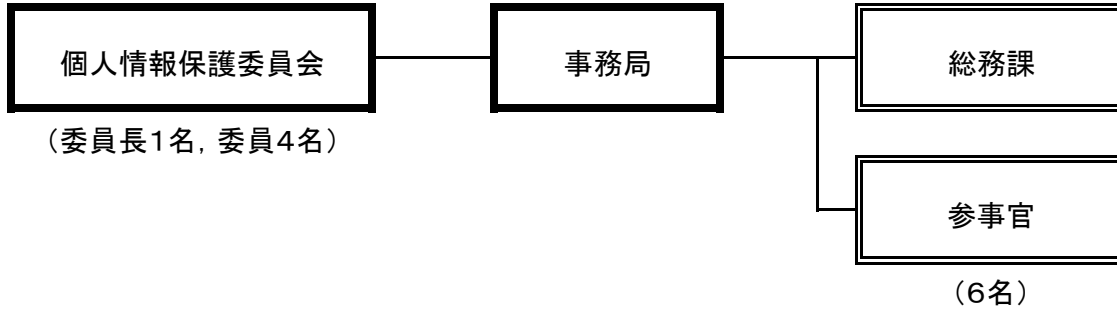 個人情報保護委員会
事務局
総務課
（委員長１名，委員４名）
参事官
（６名）